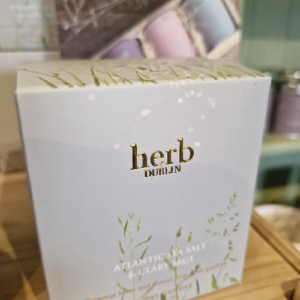 herb
DUBLIN
ATLANTIC SEA SALT
& CLARY SAGE